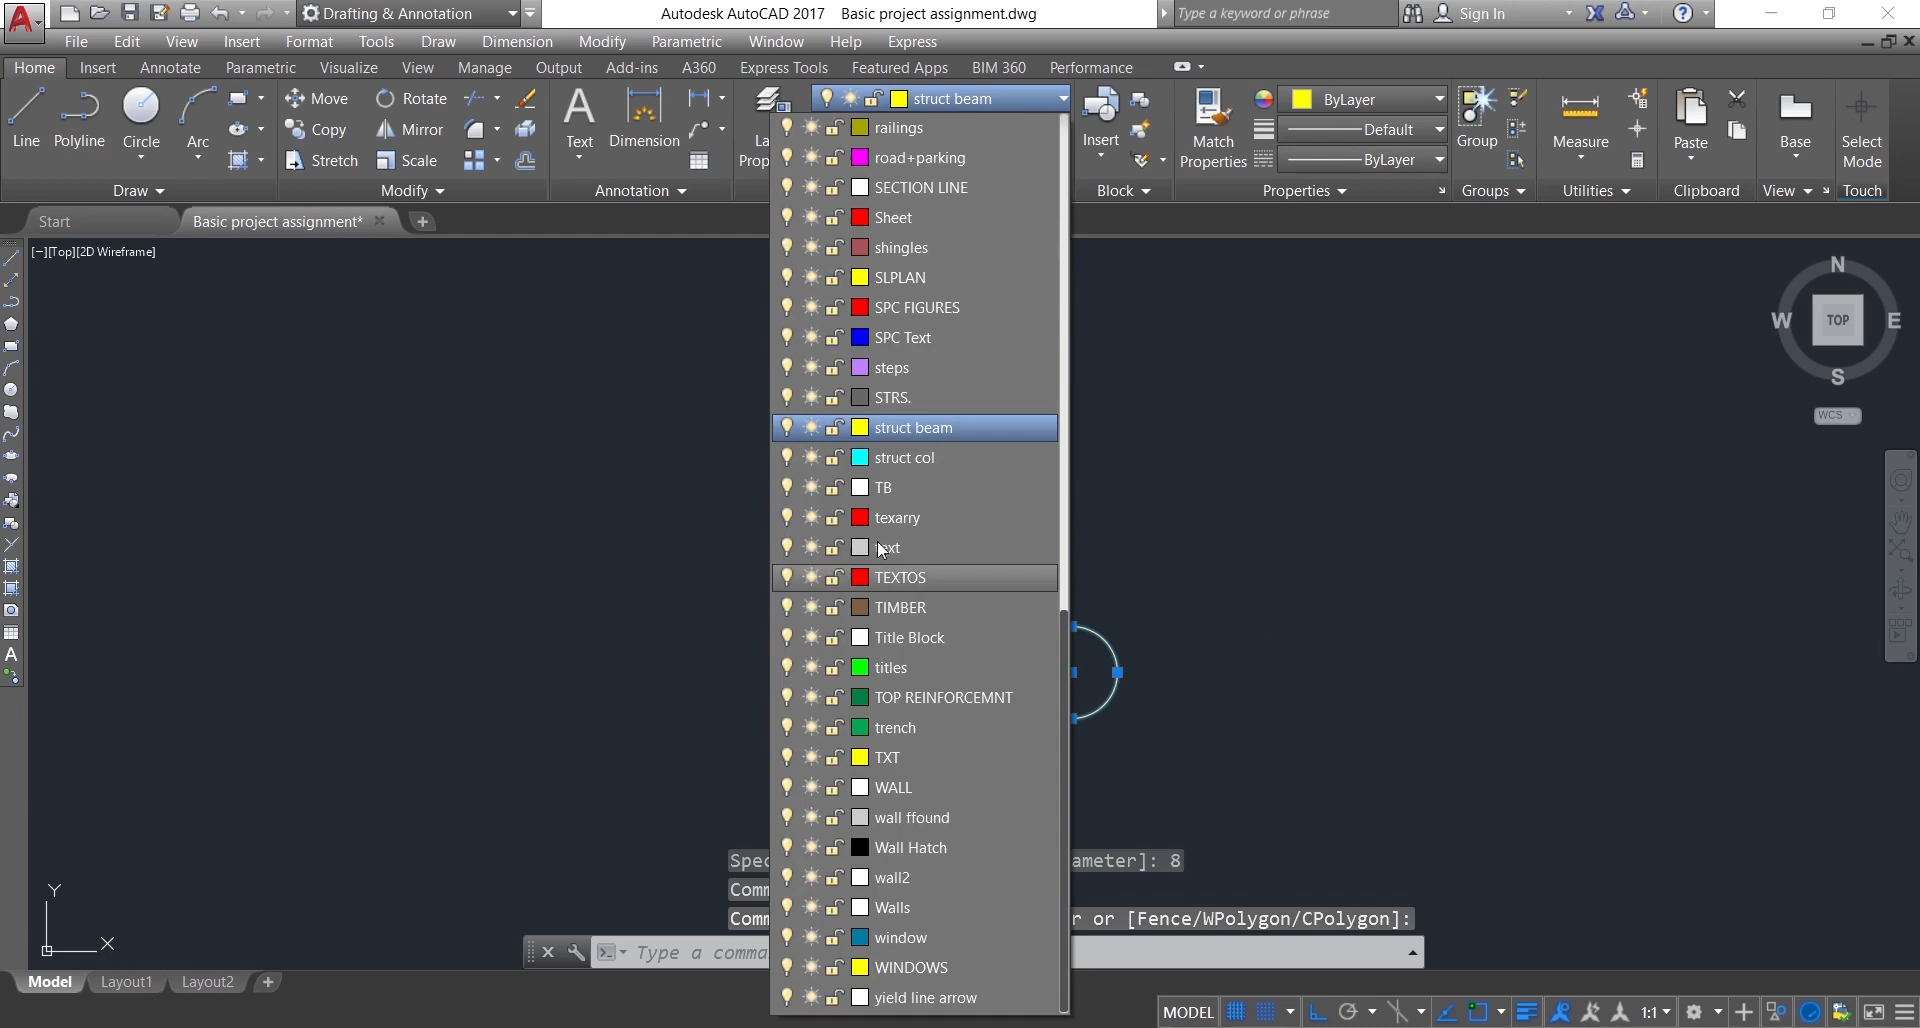 Drafting & Annotation
Autodesk AutoCAD 2017 Basic project assignment.dwg
Type a keyword or phrase
Sign In
File Edit View Insert Format Tools Draw Dimension Modify Parametric Window Help Express
Home Insert Annotate Parametric Visualize View Manage Output Add-ins A360 Express Tools Featured Apps BIM 360 Performance
Line Polyline Circle Arc
Move Rotate
Copy Mirror
Stretch Scale
Text Dimension
La
Prop
struct beam
Insert
Match
Properties
ByLayer
Default
ByLayer
Group
Measure
Paste
Base
Select
Mode
Draw Modify Annotation Block Properties Groups Utilities Clipboard View Touch
Start Basic project assignment*
[−][Top][2D Wireframe]
railings
road+parking
SECTION LINE
Sheet
shingles
SLPLAN
SPC FIGURES
SPC Text
steps
STRS.
struct beam
struct col
TB
texarry
TEXTOS
TIMBER
Title Block
titles
TOP REINFORCEMNT
trench
TXT
WALL
wall ffound
Wall Hatch
wall2
Walls
window
WINDOWS
yield line arrow
N
W TOP E
S
WCS
Spec ameter]: 8
Comm
Comm r or [Fence/WPolygon/CPolygon]:
Type a comma
Y
X
Model Layout1 Layout2
MODEL 1:1